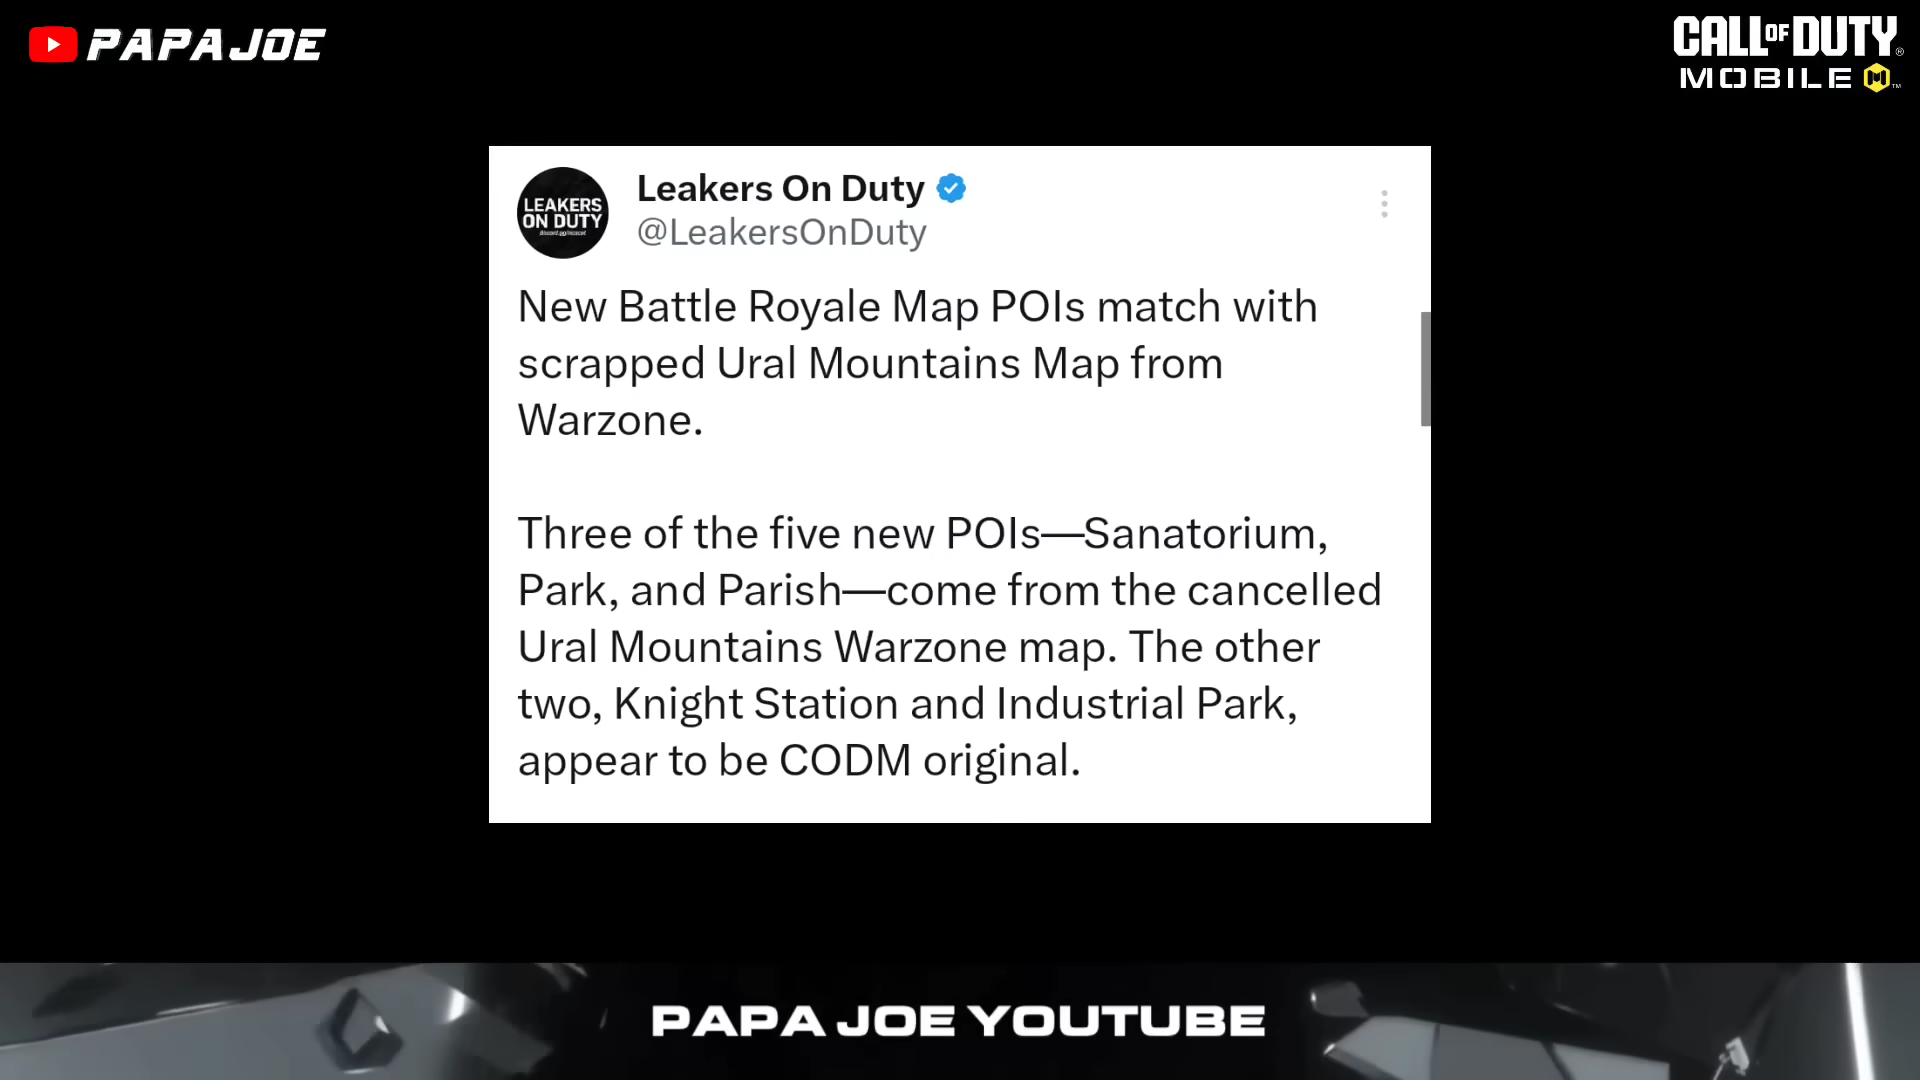 PAPAJOE
CALL OF DUTY®
MOBILE ™
LEAKERS
ON DUTY
Leakers On Duty
@LeakersOnDuty
New Battle Royale Map POIs match with
scrapped Ural Mountains Map from
Warzone.
Three of the five new POIs—Sanatorium,
Park, and Parish—come from the cancelled
Ural Mountains Warzone map. The other
two, Knight Station and Industrial Park,
appear to be CODM original.
PAPA JOE YOUTUBE